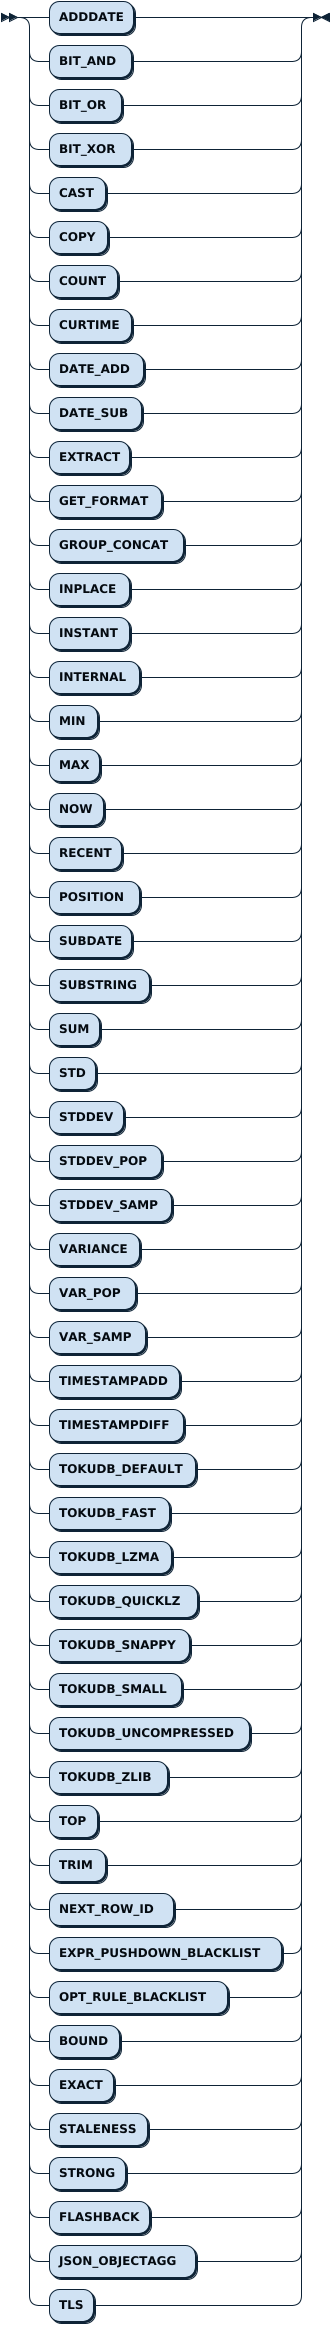 ADDDATE
BIT_AND
BIT_OR
BIT_XOR
CAST
COPY
COUNT
CURTIME
DATE_ADD
DATE_SUB
EXTRACT
GET_FORMAT
GROUP_CONCAT
INPLACE
INSTANT
INTERNAL
MIN
MAX
NOW
RECENT
POSITION
SUBDATE
SUBSTRING
SUM
STD
STDDEV
STDDEV_POP
STDDEV_SAMP
VARIANCE
VAR_POP
VAR_SAMP
TIMESTAMPADD
TIMESTAMPDIFF
TOKUDB_DEFAULT
TOKUDB_FAST
TOKUDB_LZMA
TOKUDB_QUICKLZ
TOKUDB_SNAPPY
TOKUDB_SMALL
TOKUDB_UNCOMPRESSED
TOKUDB_ZLIB
TOP
TRIM
NEXT_ROW_ID
EXPR_PUSHDOWN_BLACKLIST
OPT_RULE_BLACKLIST
BOUND
EXACT
STALENESS
STRONG
FLASHBACK
JSON_OBJECTAGG
TLS